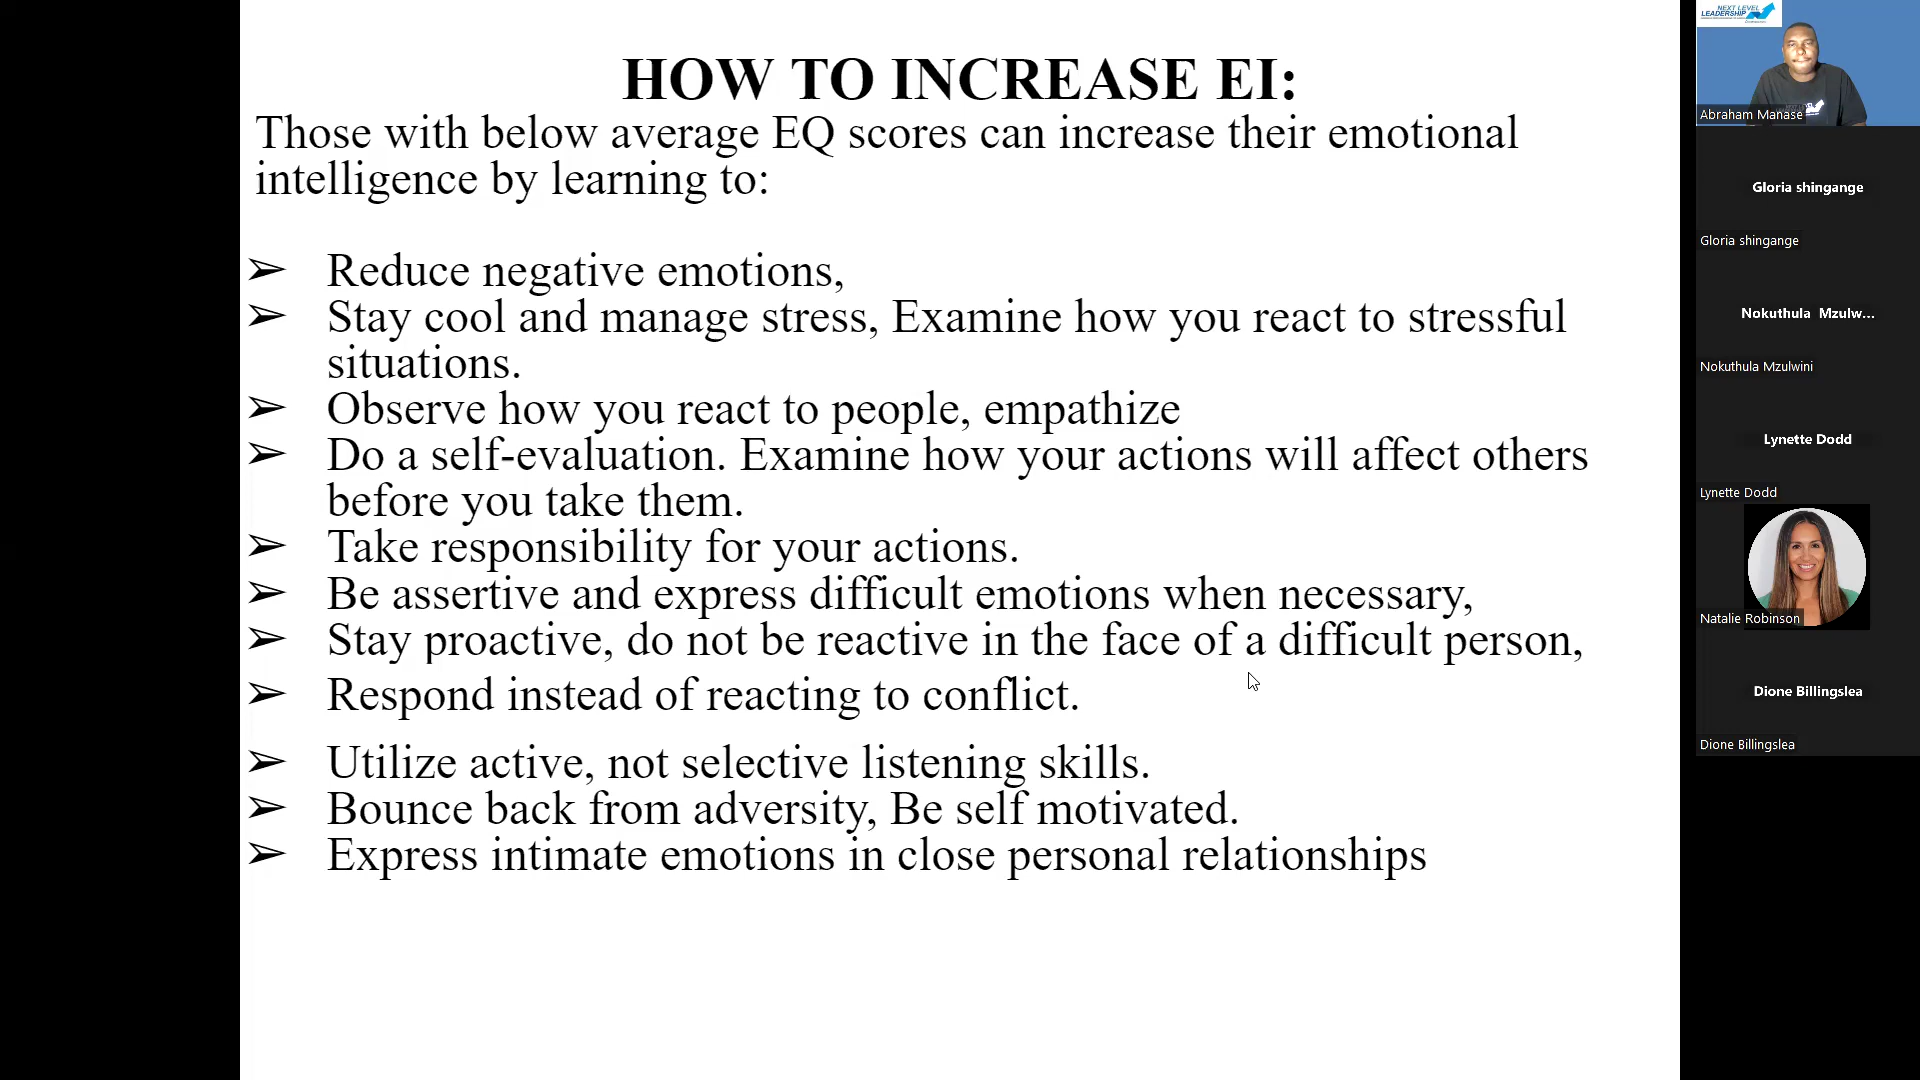 HOW TO INCREASE EI:
Those with below average EQ scores can increase their emotional
intelligence by learning to:
➢ Reduce negative emotions,
➢ Stay cool and manage stress, Examine how you react to stressful
situations.
➢ Observe how you react to people, empathize
➢ Do a self-evaluation. Examine how your actions will affect others
before you take them.
➢ Take responsibility for your actions.
➢ Be assertive and express difficult emotions when necessary,
➢ Stay proactive, do not be reactive in the face of a difficult person,
➢ Respond instead of reacting to conflict.
➢ Utilize active, not selective listening skills.
➢ Bounce back from adversity, Be self motivated.
➢ Express intimate emotions in close personal relationships
NEXT LEVEL
LEADERSHIP
Abraham Manase
Gloria shingange
Gloria shingange
Nokuthula Mzulw...
Nokuthula Mzulwini
Lynette Dodd
Lynette Dodd
Natalie Robinson
Dione Billingslea
Dione Billingslea